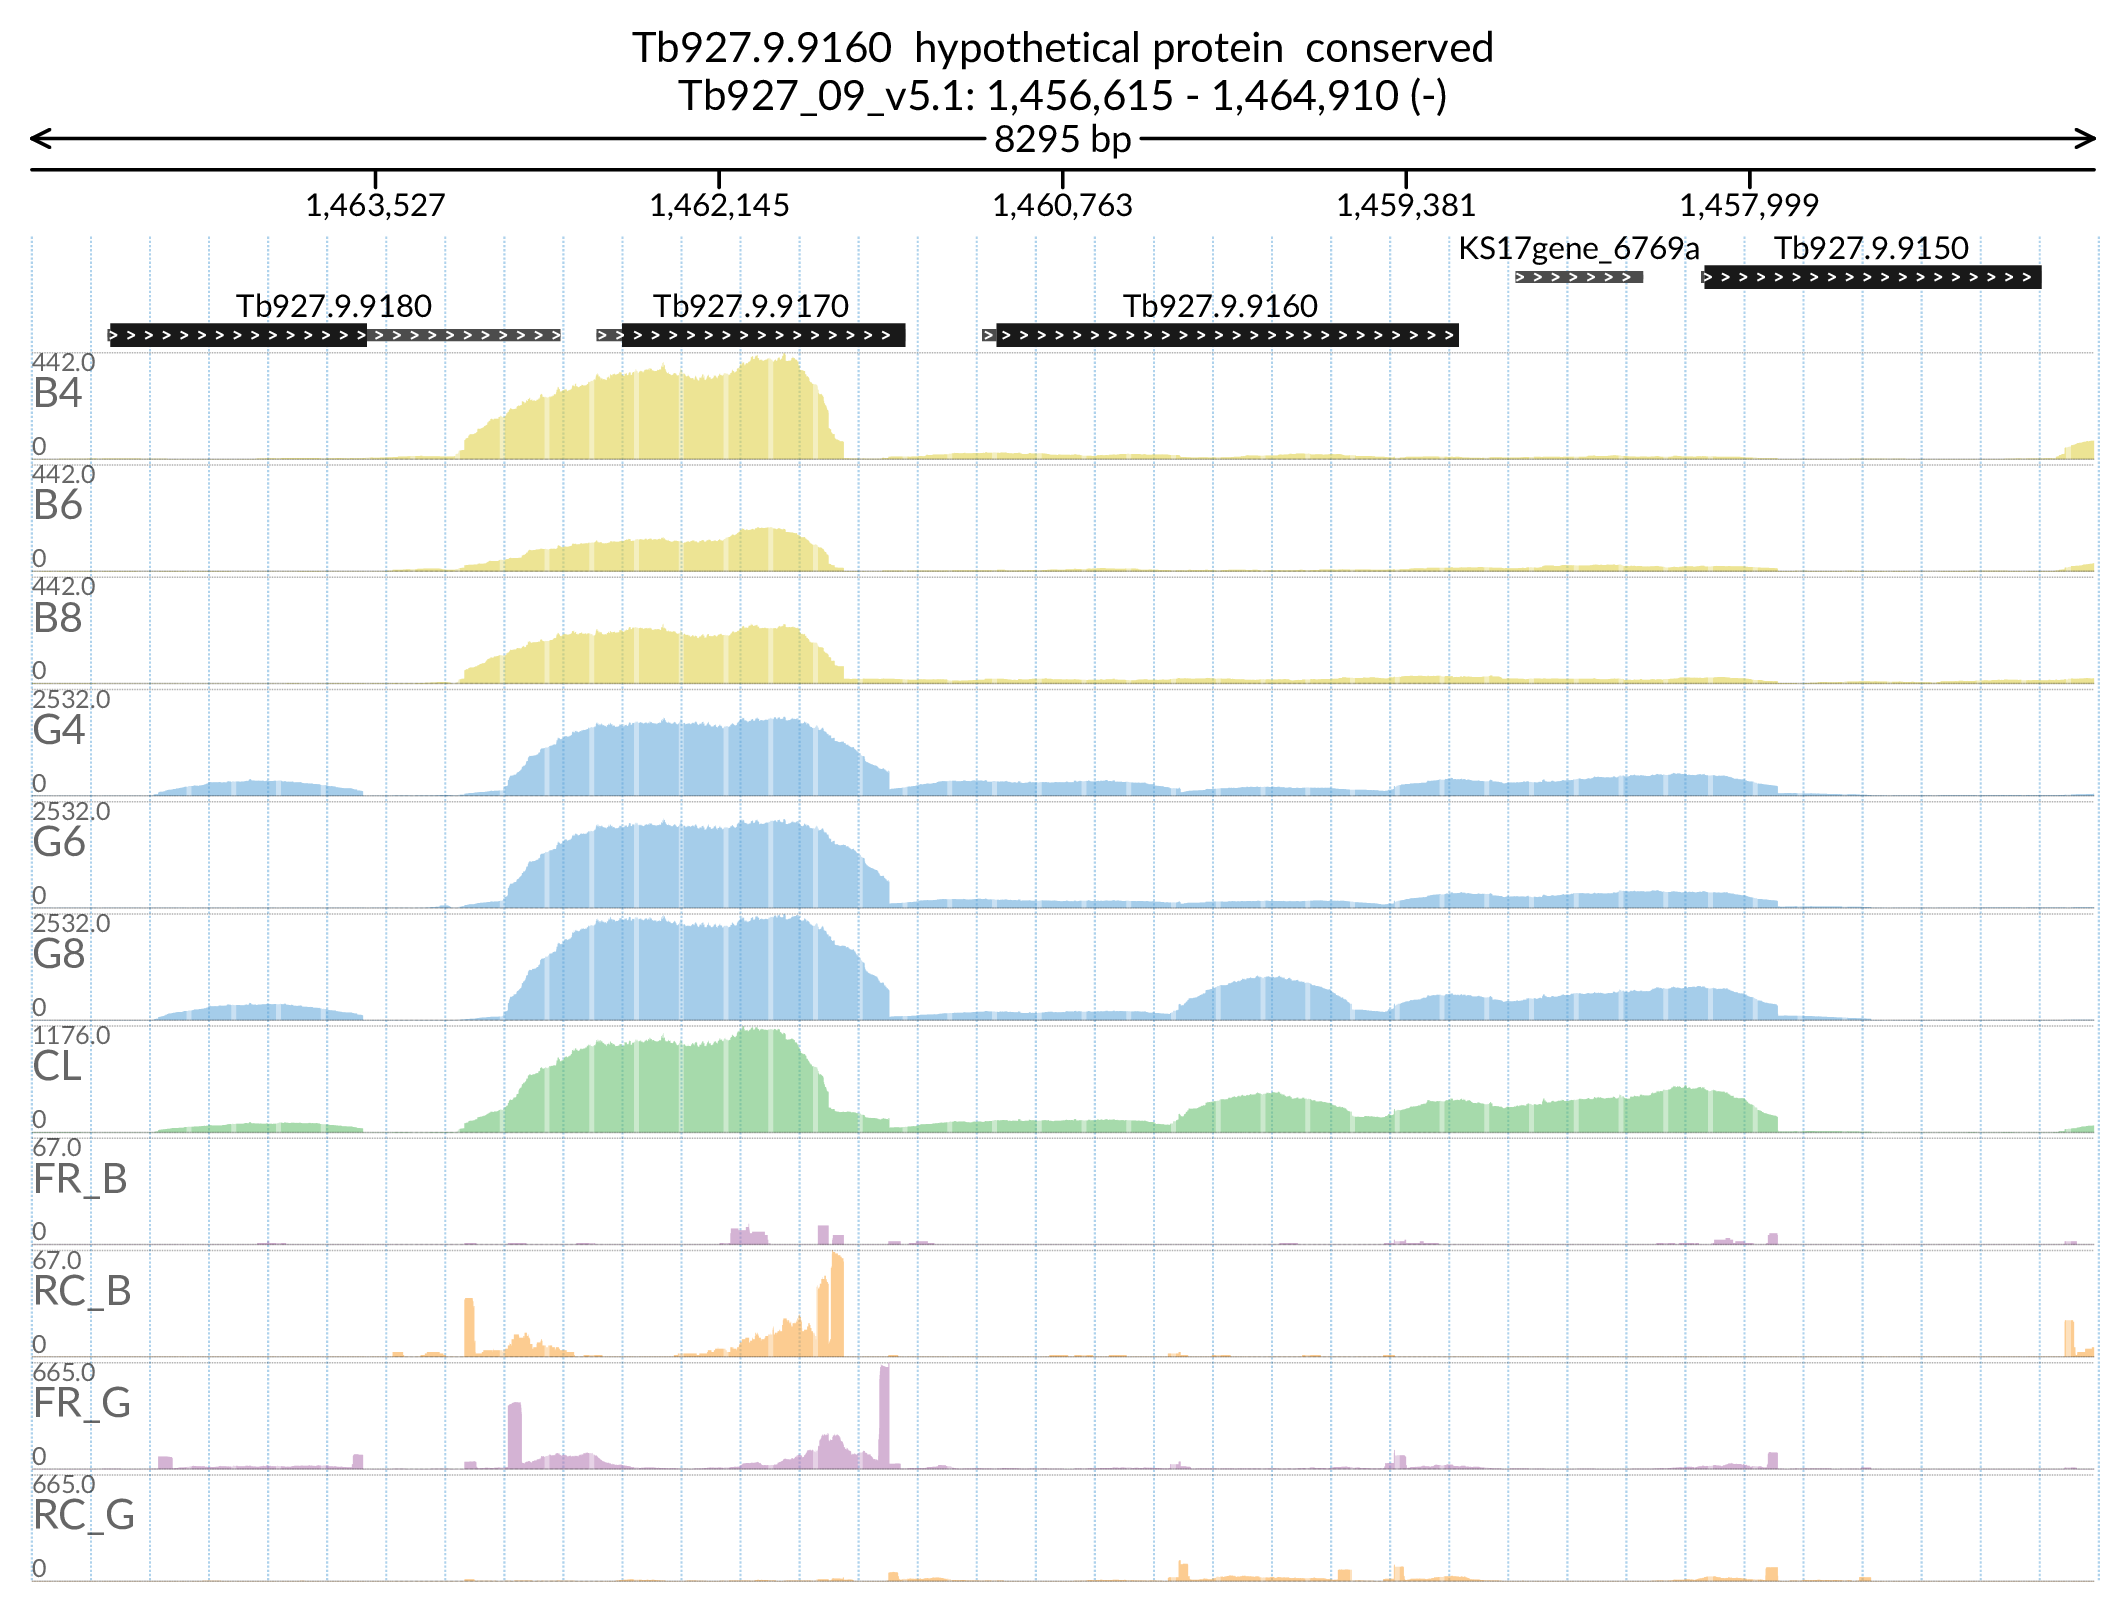 Tb927.9.9160  hypothetical protein  conserved
Tb927_09_v5.1: 1,456,615 - 1,464,910 (-)
8295 bp
1,463,527 1,462,145 1,460,763 1,459,381 1,457,999
KS17gene_6769a Tb927.9.9150
Tb927.9.9180 Tb927.9.9170 Tb927.9.9160
442.0
B4
0
442.0
B6
0
442.0
B8
0
2532.0
G4
0
2532.0
G6
0
2532.0
G8
0
1176.0
CL
0
67.0
FR_B
0
67.0
RC_B
0
665.0
FR_G
0
665.0
RC_G
0